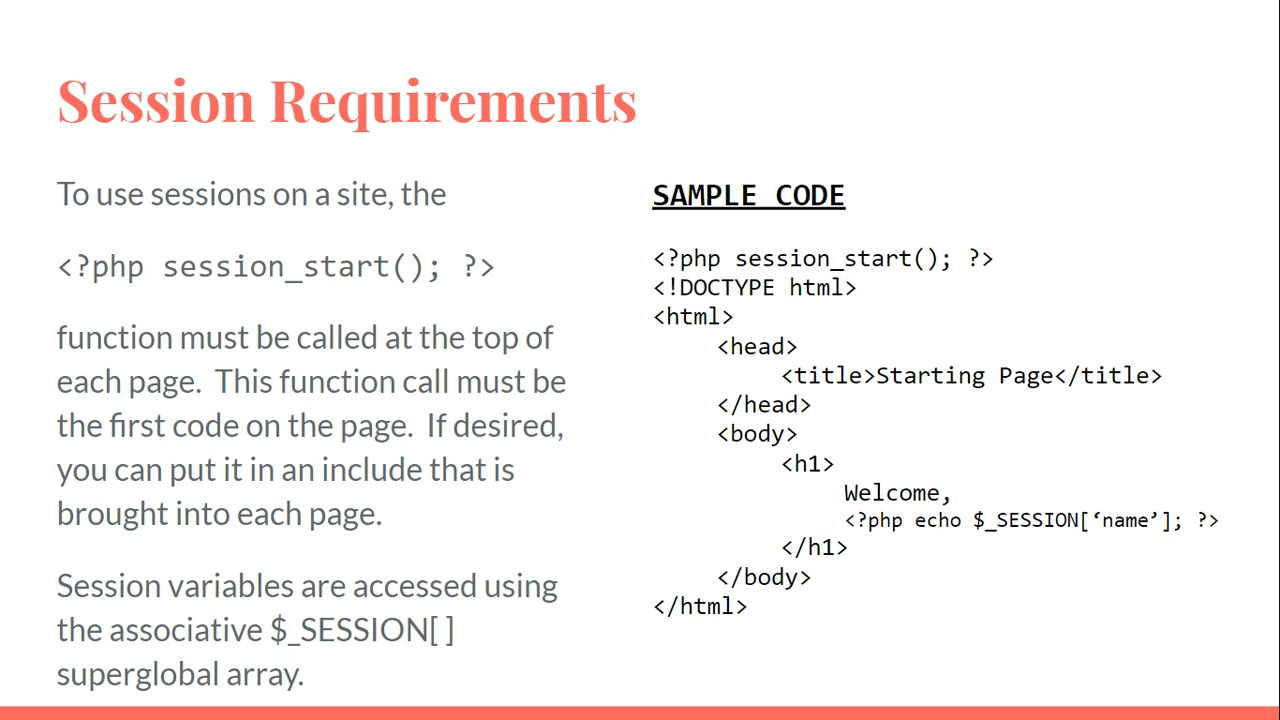 Session Requirements
To use sessions on a site, the
<?php session_start(); ?>
function must be called at the top of
each page.  This function call must be
the first code on the page.  If desired,
you can put it in an include that is
brought into each page.
Session variables are accessed using
the associative $_SESSION[ ]
superglobal array.
SAMPLE CODE
<?php session_start(); ?>
<!DOCTYPE html>
<html>
<head>
<title>Starting Page</title>
</head>
<body>
<h1>
Welcome,
<?php echo $_SESSION[‘name’]; ?>
</h1>
</body>
</html>